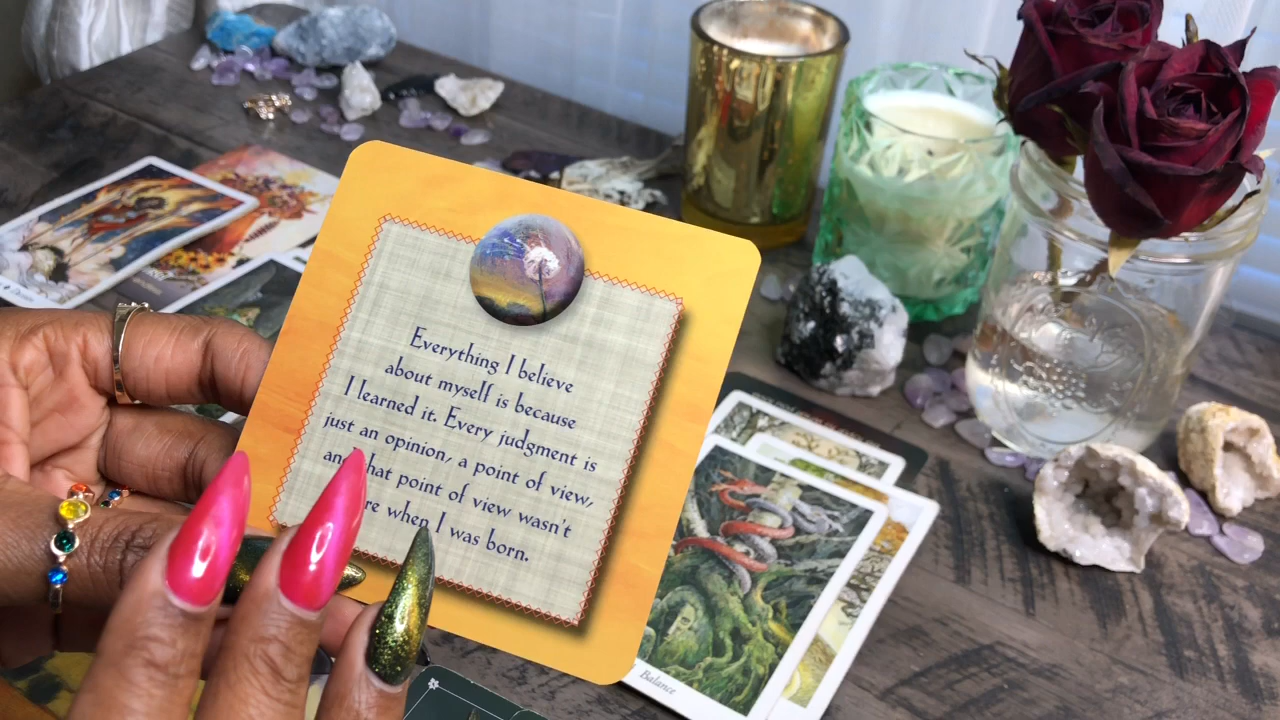 Everything I believe
about myself is because
I learned it. Every judgment is
just an opinion, a point of view,
and that point of view wasn't
re when I was born.
Balance